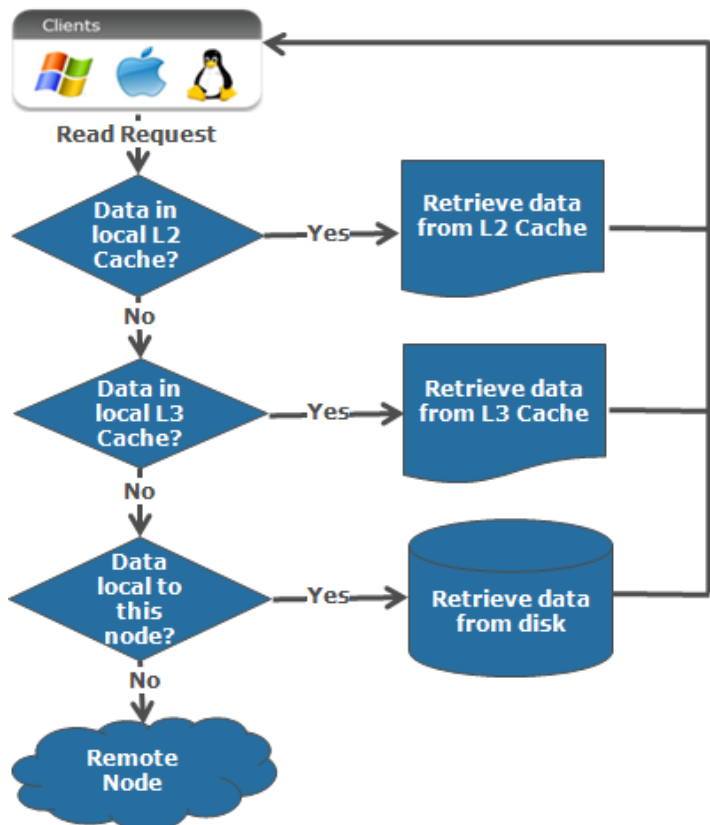 Clients
Read Request
Data in
local L2
Cache?
Yes
Retrieve data
from L2 Cache
No
Data in
local L3
Cache?
Yes
Retrieve data
from L3 Cache
No
Data
local to
this
node?
Yes
Retrieve data
from disk
No
Remote
Node